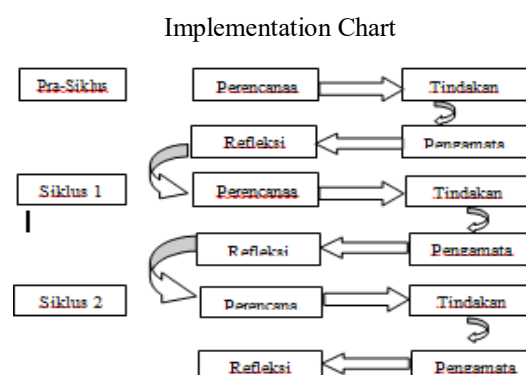 Implementation Chart
Pra-Siklus Perencanaa Tindakan
Refleksi Pengamata
Siklus 1 Perencanaa Tindakan
Refleksi Pengamata
Siklus 2 Perencana Tindakan
Refleksi Pengamata